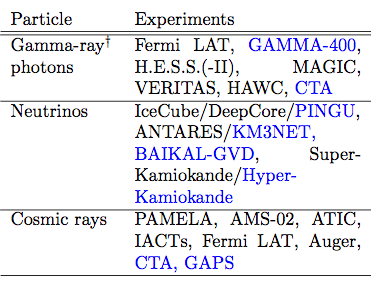 Particle Experiments
Gamma-ray† Fermi LAT, GAMMA-400,
photons H.E.S.S.(-II), MAGIC,
VERITAS, HAWC, CTA
Neutrinos IceCube/DeepCore/PINGU,
ANTARES/KM3NET,
BAIKAL-GVD, Super-
Kamiokande/Hyper-
Kamiokande
Cosmic rays PAMELA, AMS-02, ATIC,
IACTs, Fermi LAT, Auger,
CTA, GAPS